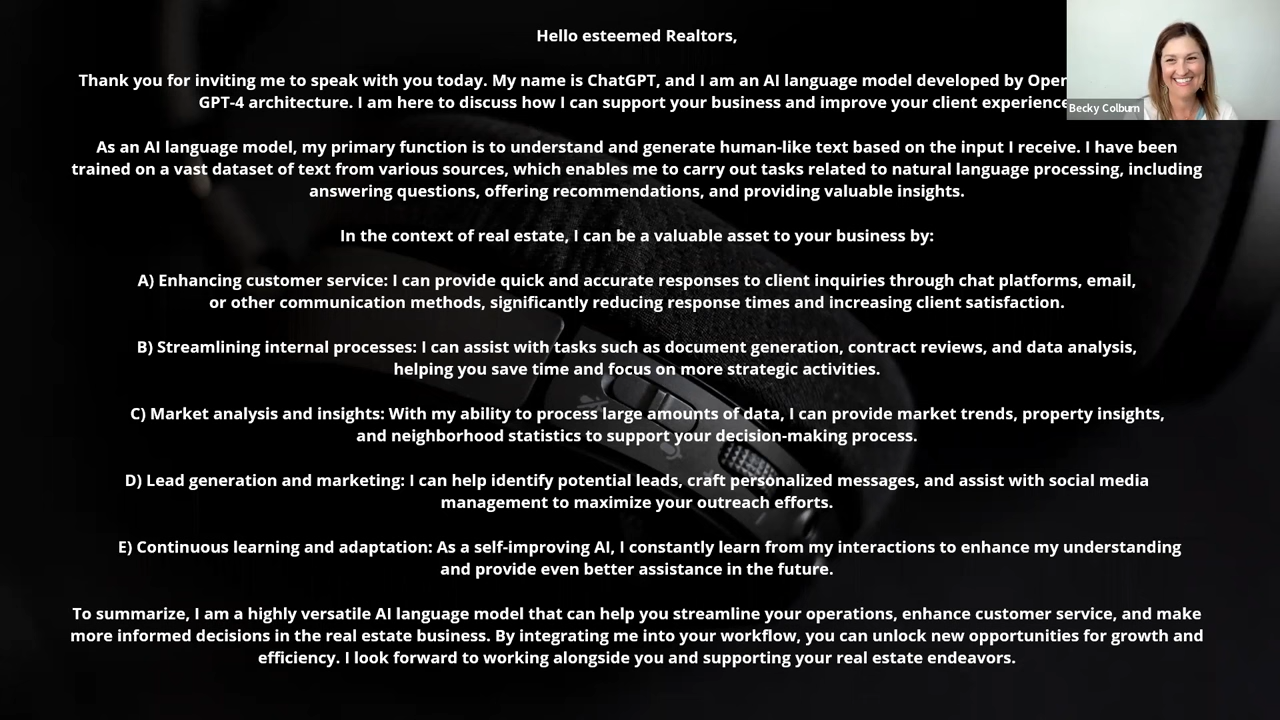 Hello esteemed Realtors,
Thank you for inviting me to speak with you today. My name is ChatGPT, and I am an AI language model developed by
GPT-4 architecture. I am here to discuss how I can support your business and improve your client experience
Becky Colburn
As an AI language model, my primary function is to understand and generate human-like text based on the input I receive. I have been
trained on a vast dataset of text from various sources, which enables me to carry out tasks related to natural language processing, including
answering questions, offering recommendations, and providing valuable insights.
In the context of real estate, I can be a valuable asset to your business by:
A) Enhancing customer service: I can provide quick and accurate responses to client inquiries through chat platforms, email,
or other communication methods, significantly reducing response times and increasing client satisfaction.
B) Streamlining internal processes: I can assist with tasks such as document generation, contract reviews, and data analysis,
helping you save time and focus on more strategic activities.
C) Market analysis and insights: With my ability to process large amounts of data, I can provide market trends, property insights,
and neighborhood statistics to support your decision-making process.
D) Lead generation and marketing: I can help identify potential leads, craft personalized messages, and assist with social media
management to maximize your outreach efforts.
E) Continuous learning and adaptation: As a self-improving AI, I constantly learn from my interactions to enhance my understanding
and provide even better assistance in the future.
To summarize, I am a highly versatile AI language model that can help you streamline your operations, enhance customer service, and make
more informed decisions in the real estate business. By integrating me into your workflow, you can unlock new opportunities for growth and
efficiency. I look forward to working alongside you and supporting your real estate endeavors.